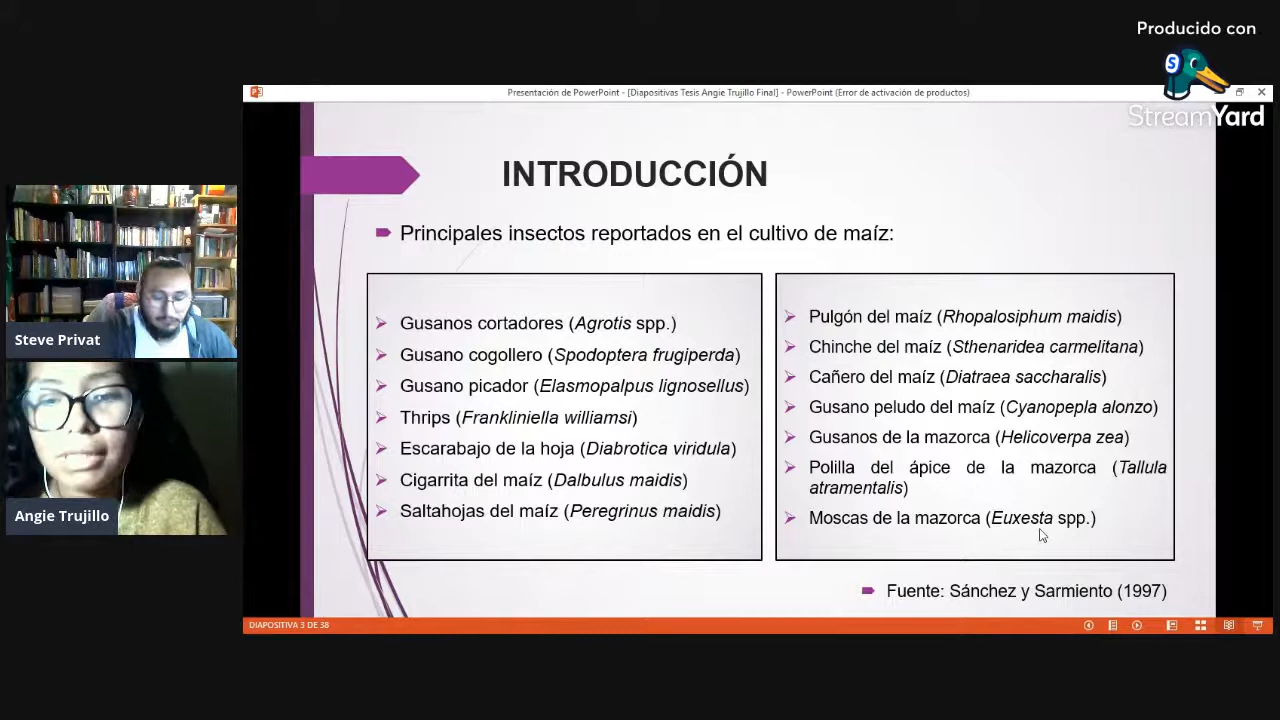 Producido con
StreamYard
Presentación de PowerPoint - [Diapositivas Tesis Angie Trujillo Final] - PowerPoint (Error de activación de productos)
INTRODUCCIÓN
Principales insectos reportados en el cultivo de maíz:
Gusanos cortadores (Agrotis spp.)
Gusano cogollero (Spodoptera frugiperda)
Gusano picador (Elasmopalpus lignosellus)
Thrips (Frankliniella williamsi)
Escarabajo de la hoja (Diabrotica viridula)
Cigarrita del maíz (Dalbulus maidis)
Saltahojas del maíz (Peregrinus maidis)
Pulgón del maíz (Rhopalosiphum maidis)
Chinche del maíz (Sthenaridea carmelitana)
Cañero del maíz (Diatraea saccharalis)
Gusano peludo del maíz (Cyanopepla alonzo)
Gusanos de la mazorca (Helicoverpa zea)
Polilla del ápice de la mazorca (Tallula
atramentalis)
Moscas de la mazorca (Euxesta spp.)
Fuente: Sánchez y Sarmiento (1997)
DIAPOSITIVA 3 DE 38
Steve Privat
Angie Trujillo